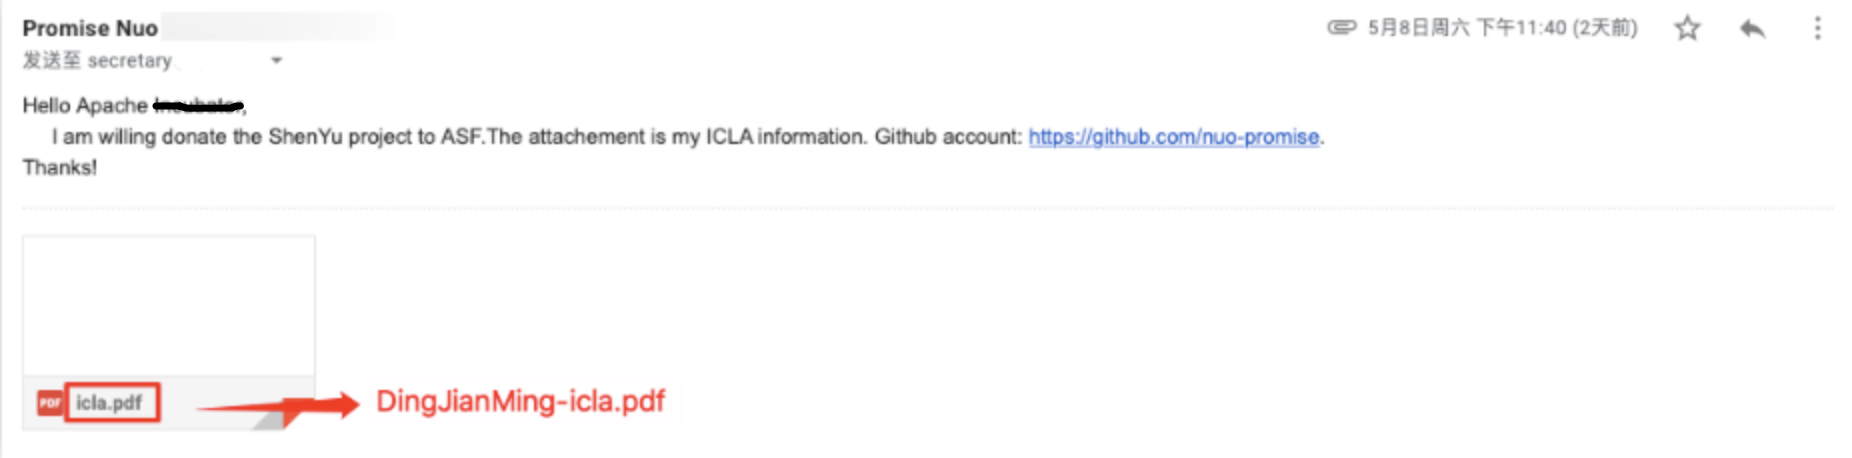 Promise Nuo
5月8日周六 下午11:40 (2天前)
发送至 secretary
Hello Apache
I am willing donate the ShenYu project to ASF.The attachement is my ICLA information. Github account: https://github.com/nuo-promise.
Thanks!
PDF icla.pdf
DingJianMing-icla.pdf